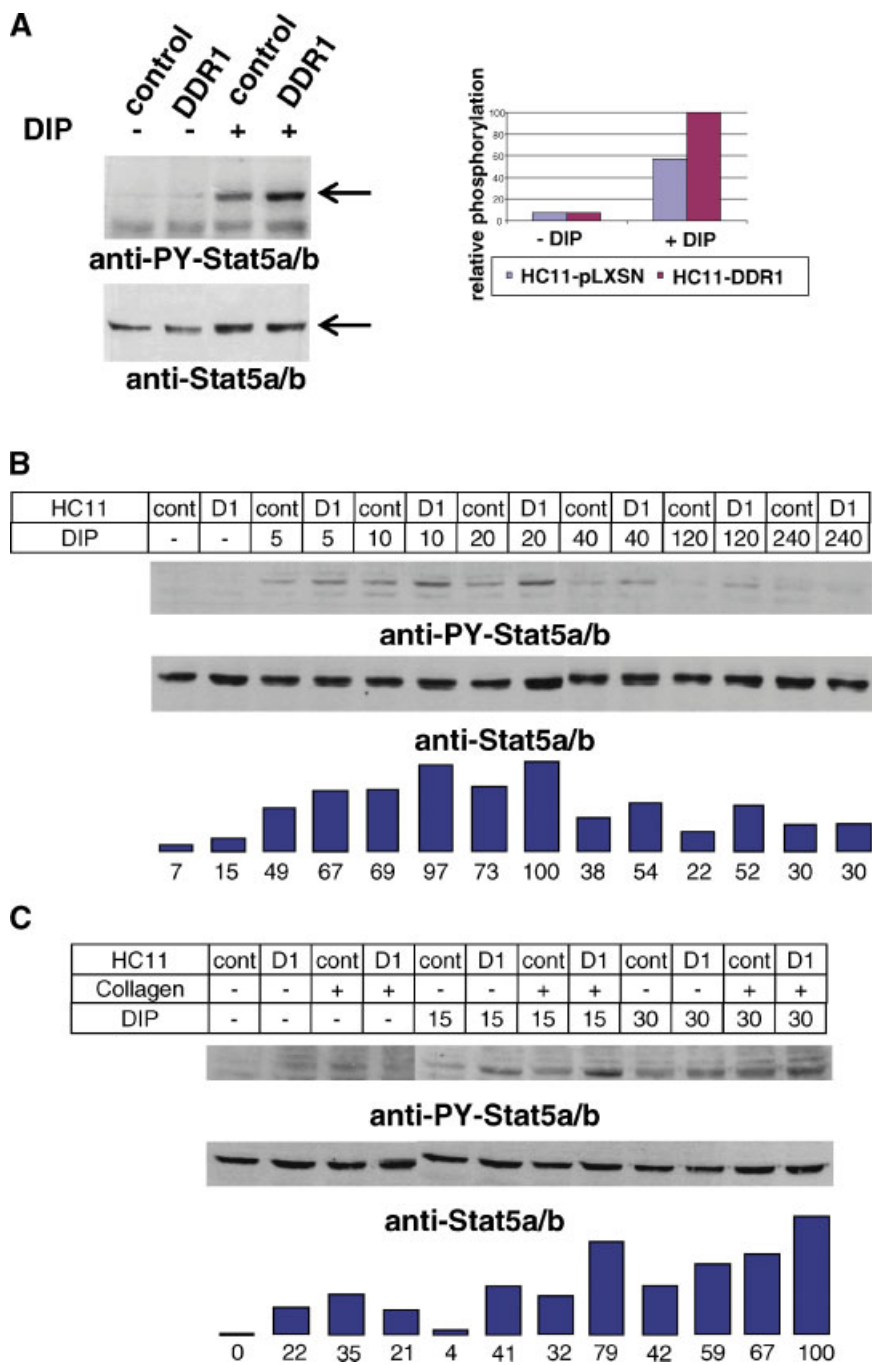 A
control DDR1 control DDR1
DIP - - + +
anti-PY-Stat5a/b
anti-Stat5a/b
relative phosphorylation
100
80
60
40
20
0
- DIP + DIP
HC11-pLXSN HC11-DDR1
B
HC11 cont D1 cont D1 cont D1 cont D1 cont D1 cont D1 cont D1
DIP - - 5 5 10 10 20 20 40 40 120 120 240 240
anti-PY-Stat5a/b
anti-Stat5a/b
7 15 49 67 69 97 73 100 38 54 22 52 30 30
C
HC11 cont D1 cont D1 cont D1 cont D1 cont D1 cont D1
Collagen - - + + - - + + - - + +
DIP - - - - 15 15 15 15 30 30 30 30
anti-PY-Stat5a/b
anti-Stat5a/b
0 22 35 21 4 41 32 79 42 59 67 100